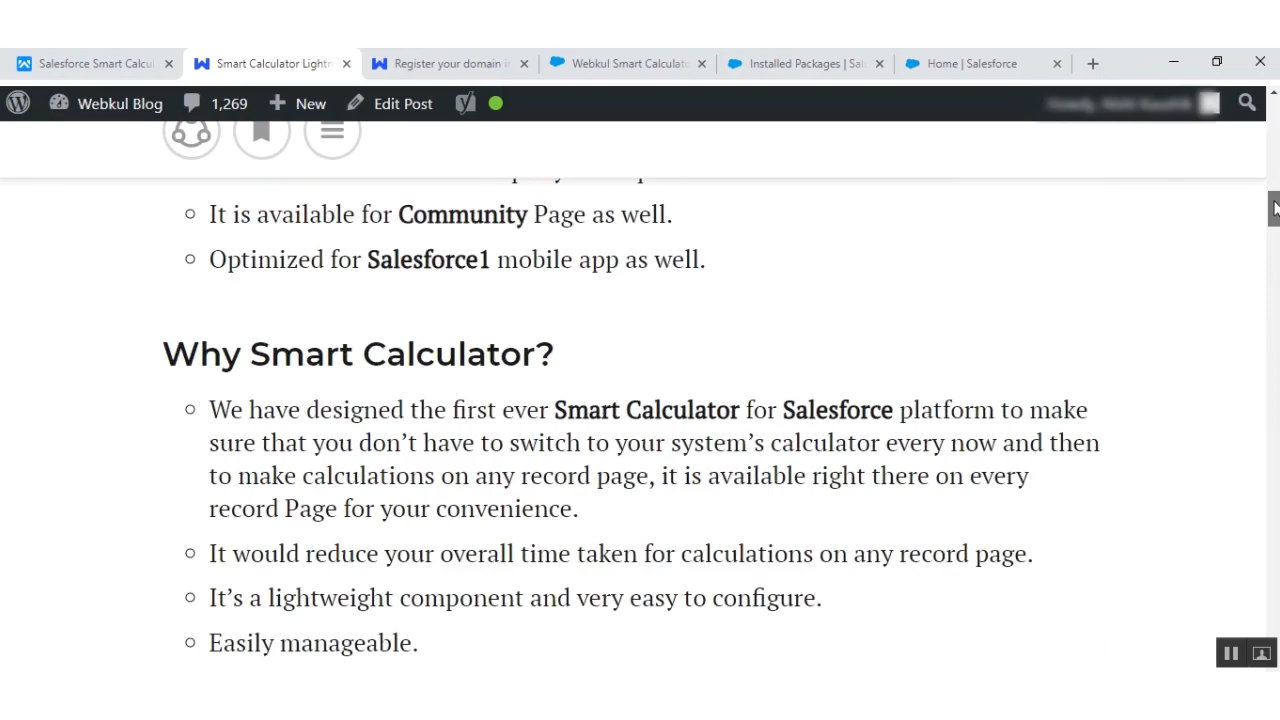 Salesforce Smart Calcul
Smart Calculator Lightn
Register your domain in
Webkul Smart Calculato
Installed Packages | Sal
Home | Salesforce
Webkul Blog 1,269 New Edit Post
It is available for Community Page as well.
Optimized for Salesforce1 mobile app as well.
Why Smart Calculator?
We have designed the first ever Smart Calculator for Salesforce platform to make
sure that you don’t have to switch to your system’s calculator every now and then
to make calculations on any record page, it is available right there on every
record Page for your convenience.
It would reduce your overall time taken for calculations on any record page.
It’s a lightweight component and very easy to configure.
Easily manageable.